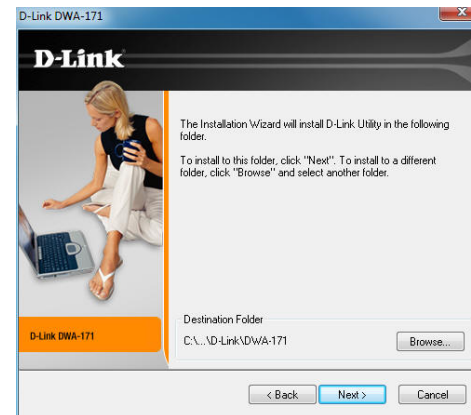 D-Link DWA-171
D-Link
The Installation Wizard will install D-Link Utility in the following
folder.
To install to this folder, click "Next". To install to a different
folder, click "Browse" and select another folder.
D-Link DWA-171
Destination Folder
C:\...\D-Link\DWA-171
Browse...
< Back
Next >
Cancel